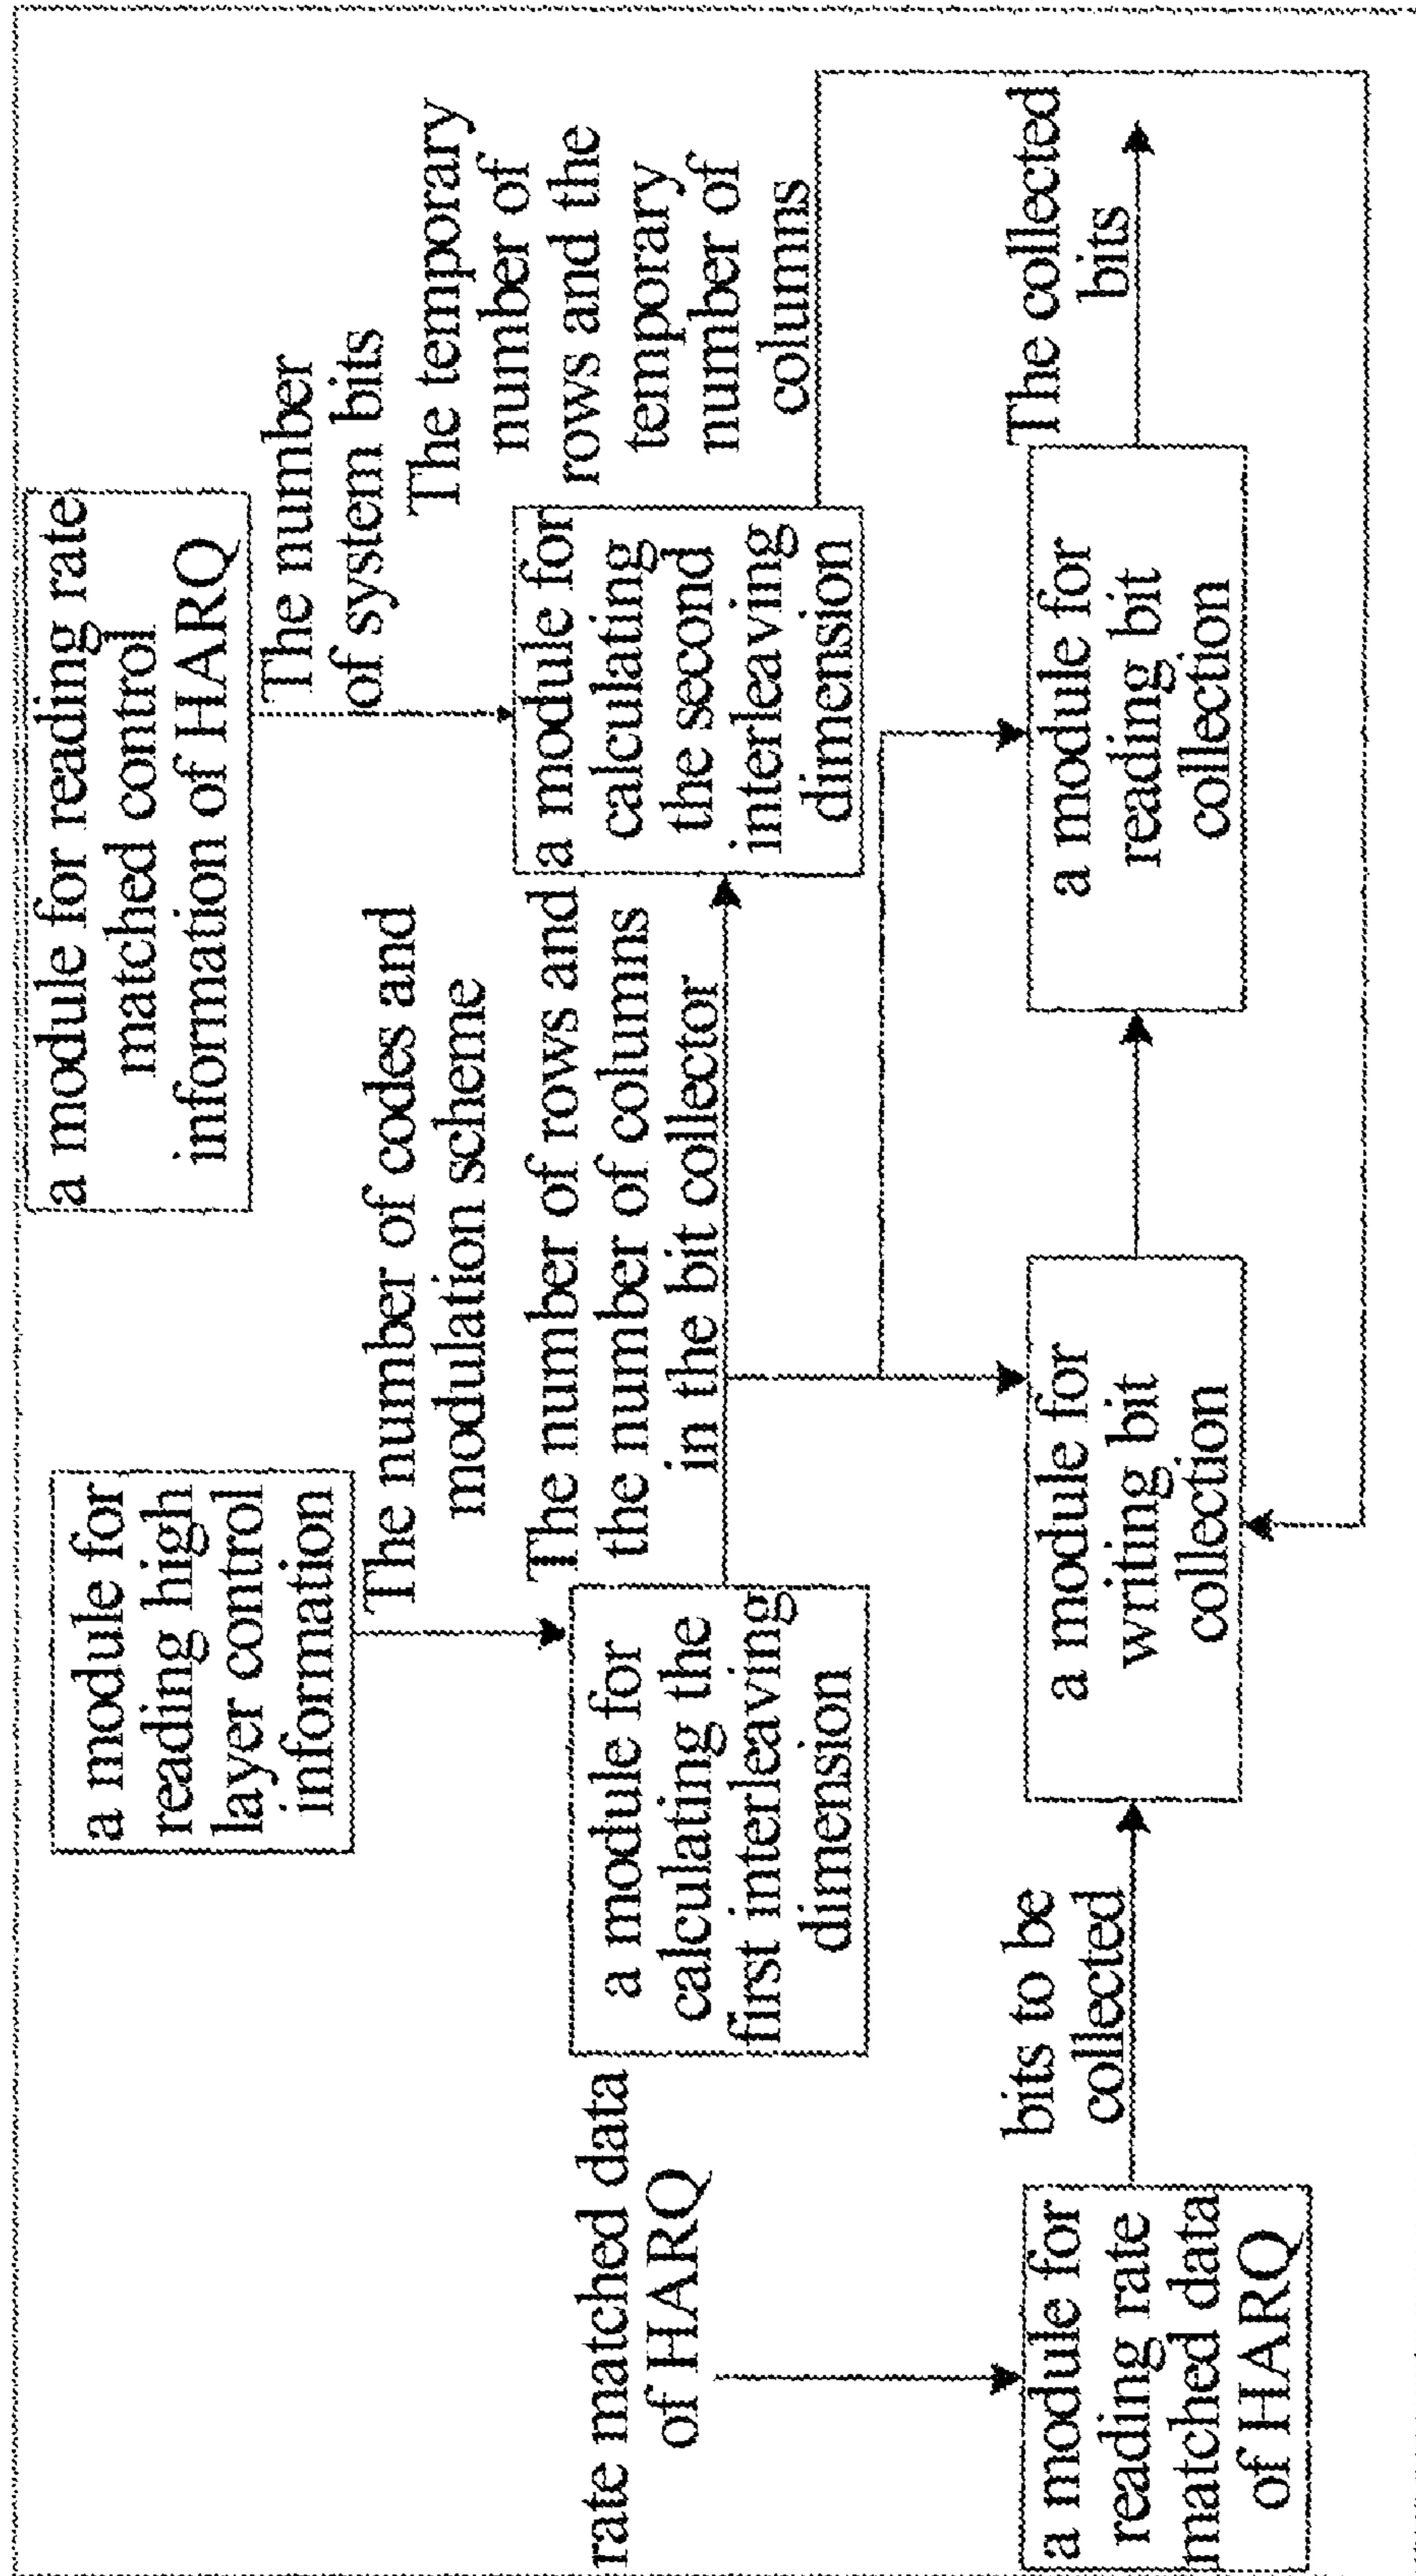 a module for
reading high
layer control
information
a module for reading rate
matched control
information of HARQ
The number of codes and
modulation scheme
The number
of system bits
rate matched data
of HARQ
a module for
calculating the
first interleaving
dimension
The number of rows and
the number of columns
in the bit collector
a module for
calculating
the second
interleaving
dimension
The temporary
number of
rows and the
temporary
number of
columns
a module for
reading rate
matched data
of HARQ
bits to be
collected
a module for
writing bit
collection
a module for
reading bit
collection
The collected
bits